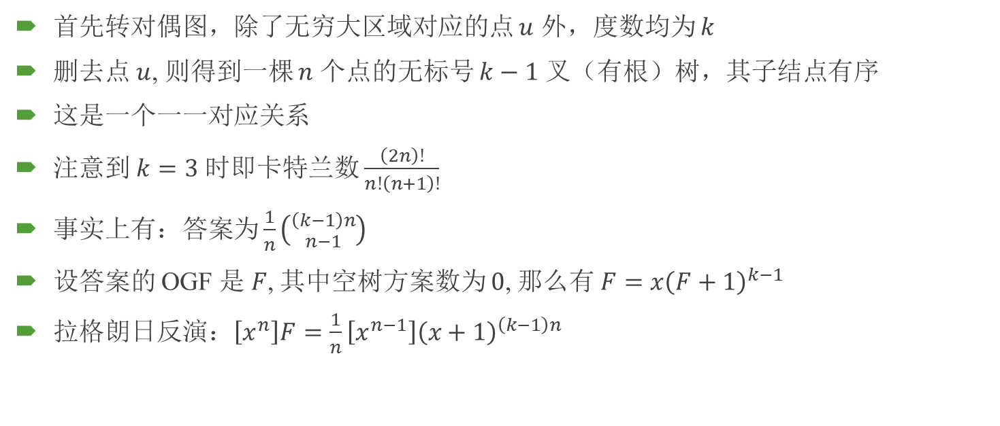 首先转对偶图，除了无穷大区域对应的点 u 外，度数均为 k
删去点 u, 则得到一棵 n 个点的无标号 k − 1 叉（有根）树，其子结点有序
这是一个一一对应关系
注意到 k = 3 时即卡特兰数 \frac{(2n)!}{n!(n+1)!}
事实上有：答案为 \frac{1}{n}\binom{(k−1)n}{n−1}
设答案的 OGF 是 F, 其中空树方案数为 0, 那么有 F = x(F + 1)^{k−1}
拉格朗日反演：[x^n]F = \frac{1}{n}[x^{n−1}](x + 1)^{(k−1)n}